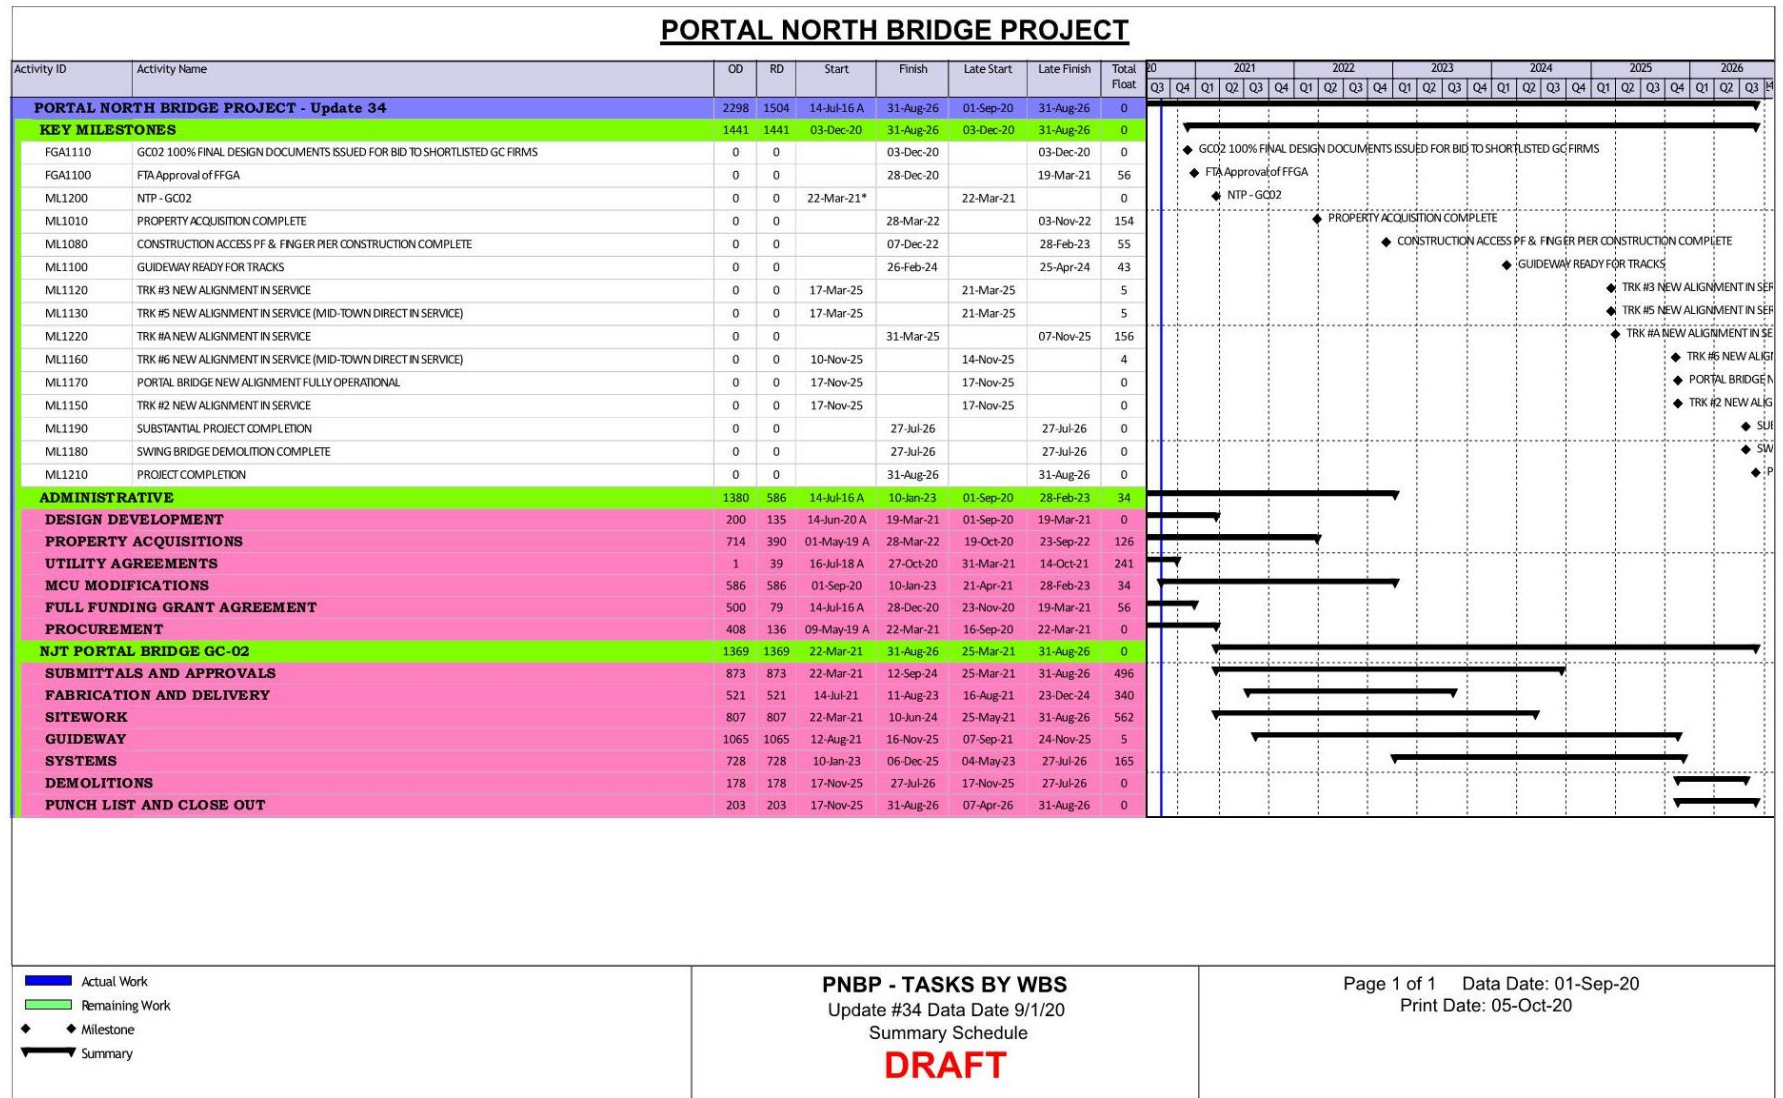 PORTAL NORTH BRIDGE PROJECT
Activity ID Activity Name OD RD Start Finish Late Start Late Finish Total Float 20 2021 2022 2023 2024 2025 2026
Q3 Q4 Q1 Q2 Q3 Q4 Q1 Q2 Q3 Q4 Q1 Q2 Q3 Q4 Q1 Q2 Q3 Q4 Q1 Q2 Q3 Q4 Q1 Q2 Q3
PORTAL NORTH BRIDGE PROJECT - Update 34 2298 1504 14-Jul-16 A 31-Aug-26 01-Sep-20 31-Aug-26 0
KEY MILESTONES 1441 1441 03-Dec-20 31-Aug-26 03-Dec-20 31-Aug-26 0
FGA1110 GC02 100% FINAL DESIGN DOCUMENTS ISSUED FOR BID TO SHORTLISTED GC FIRMS 0 0 03-Dec-20 03-Dec-20 0 GC02 100% FINAL DESIGN DOCUMENTS ISSUED FOR BID TO SHORTLISTED GC FIRMS
FGA1100 FTA Approval of FFGA 0 0 28-Dec-20 19-Mar-21 56 FTA Approval of FFGA
ML1200 NTP - GC02 0 0 22-Mar-21* 22-Mar-21 0 NTP - GC02
ML1010 PROPERTY ACQUISITION COMPLETE 0 0 28-Mar-22 03-Nov-22 154 PROPERTY ACQUISITION COMPLETE
ML1080 CONSTRUCTION ACCESS PF & FINGER PIER CONSTRUCTION COMPLETE 0 0 07-Dec-22 28-Feb-23 55 CONSTRUCTION ACCESS PF & FINGER PIER CONSTRUCTION COMPLETE
ML1100 GUIDEWAY READY FOR TRACKS 0 0 26-Feb-24 25-Apr-24 43 GUIDEWAY READY FOR TRACKS
ML1120 TRK #3 NEW ALIGNMENT IN SERVICE 0 0 17-Mar-25 21-Mar-25 5 TRK #3 NEW ALIGNMENT IN SER
ML1130 TRK #5 NEW ALIGNMENT IN SERVICE (MID-TOWN DIRECT IN SERVICE) 0 0 17-Mar-25 21-Mar-25 5 TRK #5 NEW ALIGNMENT IN SER
ML1220 TRK #A NEW ALIGNMENT IN SERVICE 0 0 31-Mar-25 07-Nov-25 156 TRK #A NEW ALIGNMENT IN SE
ML1160 TRK #6 NEW ALIGNMENT IN SERVICE (MID-TOWN DIRECT IN SERVICE) 0 0 10-Nov-25 14-Nov-25 4 TRK #6 NEW ALIG
ML1170 PORTAL BRIDGE NEW ALIGNMENT FULLY OPERATIONAL 0 0 17-Nov-25 17-Nov-25 0 PORTAL BRIDGE N
ML1150 TRK #2 NEW ALIGNMENT IN SERVICE 0 0 17-Nov-25 17-Nov-25 0 TRK #2 NEW ALIG
ML1190 SUBSTANTIAL PROJECT COMPLETION 0 0 27-Jul-26 27-Jul-26 0 SUB
ML1180 SWING BRIDGE DEMOLITION COMPLETE 0 0 27-Jul-26 27-Jul-26 0 SW
ML1210 PROJECT COMPLETION 0 0 31-Aug-26 31-Aug-26 0 P
ADMINISTRATIVE 1380 586 14-Jul-16 A 10-Jan-23 01-Sep-20 28-Feb-23 34
DESIGN DEVELOPMENT 200 135 14-Jun-20 A 19-Mar-21 01-Sep-20 19-Mar-21 0
PROPERTY ACQUISITIONS 714 390 01-May-19 A 28-Mar-22 19-Oct-20 23-Sep-22 126
UTILITY AGREEMENTS 1 39 16-Jul-18 A 27-Oct-20 31-Mar-21 14-Oct-21 241
MCU MODIFICATIONS 586 586 01-Sep-20 10-Jan-23 21-Apr-21 28-Feb-23 34
FULL FUNDING GRANT AGREEMENT 500 79 14-Jul-16 A 28-Dec-20 23-Nov-20 19-Mar-21 56
PROCUREMENT 408 136 09-May-19 A 22-Mar-21 16-Sep-20 22-Mar-21 0
NJT PORTAL BRIDGE GC-02 1369 1369 22-Mar-21 31-Aug-26 25-Mar-21 31-Aug-26 0
SUBMITTALS AND APPROVALS 873 873 22-Mar-21 12-Sep-24 25-Mar-21 31-Aug-26 496
FABRICATION AND DELIVERY 521 521 14-Jul-21 11-Aug-23 16-Aug-21 23-Dec-24 340
SITEWORK 807 807 22-Mar-21 10-Jun-24 25-May-21 31-Aug-26 562
GUIDEWAY 1065 1065 12-Aug-21 16-Nov-25 07-Sep-21 24-Nov-25 5
SYSTEMS 728 728 10-Jan-23 06-Dec-25 04-May-23 27-Jul-26 165
DEMOLITIONS 178 178 17-Nov-25 27-Jul-26 17-Nov-25 27-Jul-26 0
PUNCH LIST AND CLOSE OUT 203 203 17-Nov-25 31-Aug-26 07-Apr-26 31-Aug-26 0
Actual Work
Remaining Work
Milestone
Summary
PNBP - TASKS BY WBS
Update #34 Data Date 9/1/20
Summary Schedule
DRAFT
Page 1 of 1 Data Date: 01-Sep-20
Print Date: 05-Oct-20